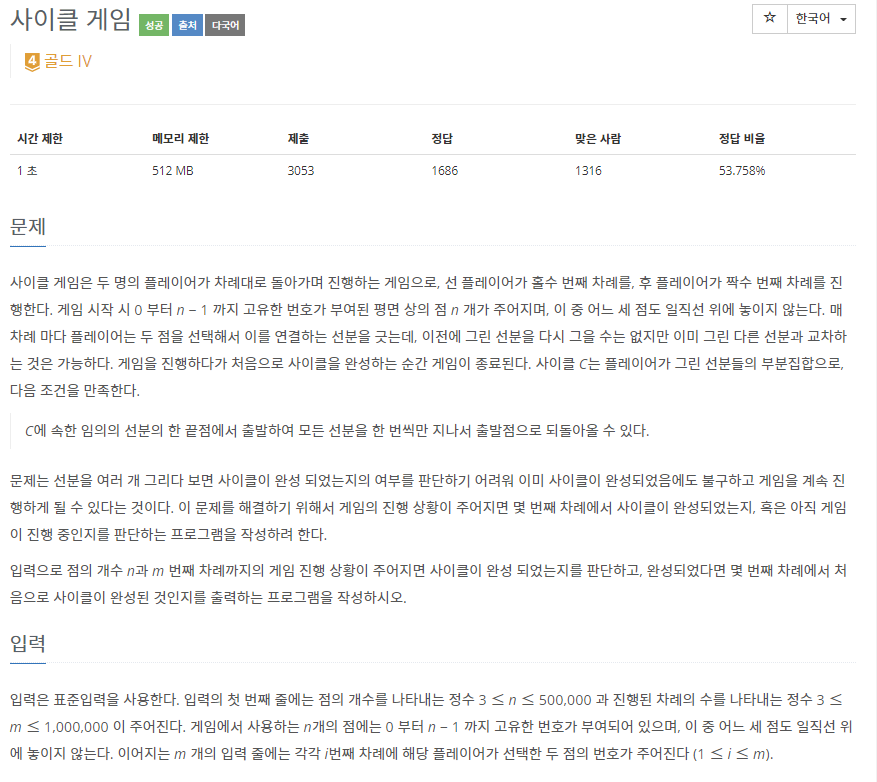 사이클 게임 성공 출처 다국어
☆ 한국어
4 골드 IV
시간 제한 메모리 제한 제출 정답 맞은 사람 정답 비율
1 초 512 MB 3053 1686 1316 53.758%
문제
사이클 게임은 두 명의 플레이어가 차례대로 돌아가며 진행하는 게임으로, 선 플레이어가 홀수 번째 차례를, 후 플레이어가 짝수 번째 차례를 진
행한다. 게임 시작 시 0 부터 n − 1 까지 고유한 번호가 부여된 평면 상의 점 n 개가 주어지며, 이 중 어느 세 점도 일직선 위에 놓이지 않는다. 매
차례 마다 플레이어는 두 점을 선택해서 이를 연결하는 선분을 긋는데, 이전에 그린 선분을 다시 그을 수는 없지만 이미 그린 다른 선분과 교차하
는 것은 가능하다. 게임을 진행하다가 처음으로 사이클을 완성하는 순간 게임이 종료된다. 사이클 C는 플레이어가 그린 선분들의 부분집합으로,
다음 조건을 만족한다.
C에 속한 임의의 선분의 한 끝점에서 출발하여 모든 선분을 한 번씩만 지나서 출발점으로 되돌아올 수 있다.
문제는 선분을 여러 개 그리다 보면 사이클이 완성 되었는지의 여부를 판단하기 어려워 이미 사이클이 완성되었음에도 불구하고 게임을 계속 진
행하게 될 수 있다는 것이다. 이 문제를 해결하기 위해서 게임의 진행 상황이 주어지면 몇 번째 차례에서 사이클이 완성되었는지, 혹은 아직 게임
이 진행 중인지를 판단하는 프로그램을 작성하려 한다.
입력으로 점의 개수 n과 m 번째 차례까지의 게임 진행 상황이 주어지면 사이클이 완성 되었는지를 판단하고, 완성되었다면 몇 번째 차례에서 처
음으로 사이클이 완성된 것인지를 출력하는 프로그램을 작성하시오.
입력
입력은 표준입력을 사용한다. 입력의 첫 번째 줄에는 점의 개수를 나타내는 정수 3 ≤ n ≤ 500,000 과 진행된 차례의 수를 나타내는 정수 3 ≤
m ≤ 1,000,000 이 주어진다. 게임에서 사용하는 n개의 점에는 0 부터 n − 1 까지 고유한 번호가 부여되어 있으며, 이 중 어느 세 점도 일직선 위
에 놓이지 않는다. 이어지는 m 개의 입력 줄에는 각각 i번째 차례에 해당 플레이어가 선택한 두 점의 번호가 주어진다 (1 ≤ i ≤ m).